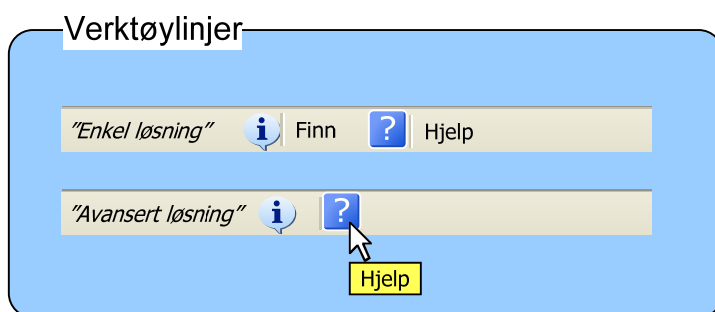 Verktøylinjer
"Enkel løsning" i Finn ? Hjelp
"Avansert løsning" i ?
Hjelp